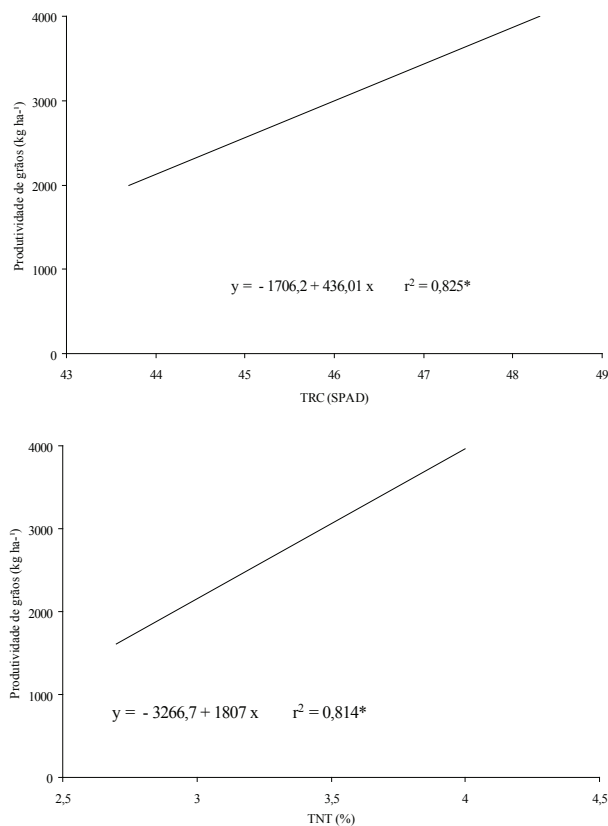 4000
3000
2000
1000
0
Produtividade de grãos (kg ha-¹)
y = - 1706,2 + 436,01 x r² = 0,825*
43 44 45 46 47 48 49
TRC (SPAD)
4000
3000
2000
1000
0
Produtividade de grãos (kg ha-¹)
y = - 3266,7 + 1807 x r² = 0,814*
2,5 3 3,5 4 4,5
TNT (%)